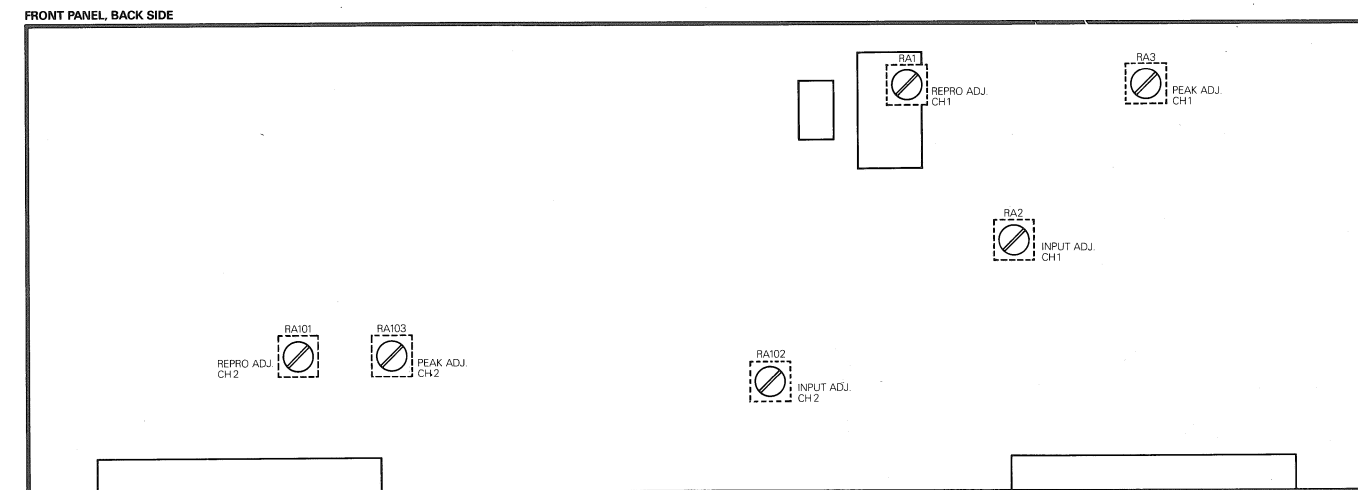 FRONT PANEL, BACK SIDE
RA1
REPRO ADJ.
CH1
RA3
PEAK ADJ.
CH1
RA2
INPUT ADJ.
CH1
RA101
REPRO ADJ.
CH2
RA103
PEAK ADJ.
CH2
RA102
INPUT ADJ.
CH2